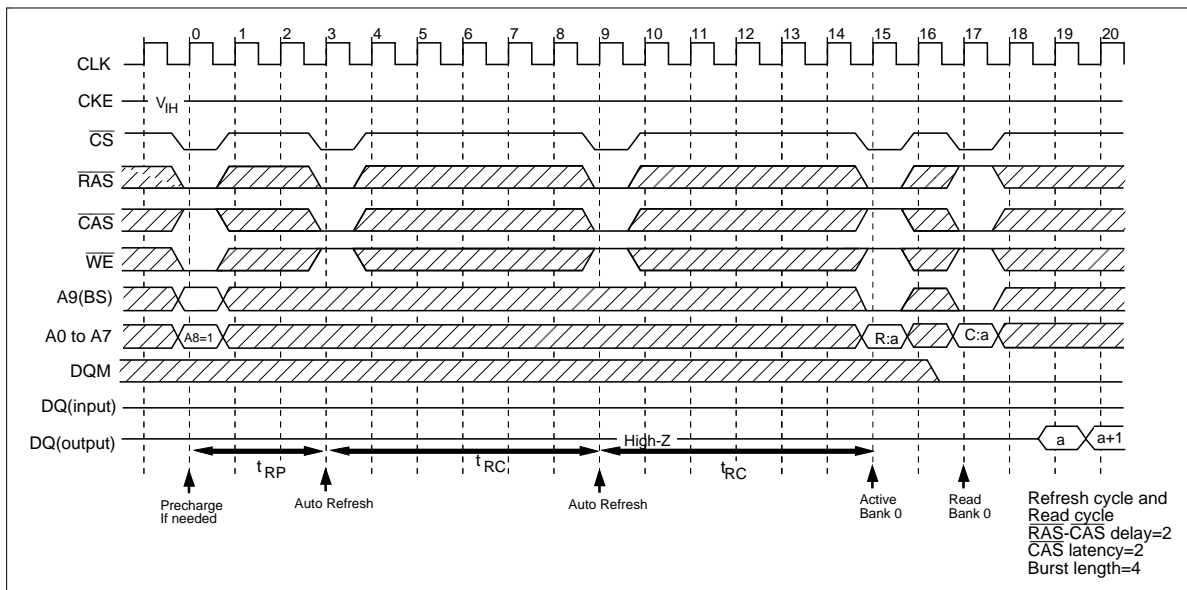 0 1 2 3 4 5 6 7 8 9 10 11 12 13 14 15 16 17 18 19 20
CLK
CKE VIH
CS
RAS
CAS
WE
A9(BS)
A0 to A7 A8=1 R:a C:a
DQM
DQ(input)
DQ(output) High-Z a a+1
tRP tRC tRC
Precharge
If needed
Auto Refresh
Auto Refresh
Active
Bank 0
Read
Bank 0
Refresh cycle and
Read cycle
RAS-CAS delay=2
CAS latency=2
Burst length=4